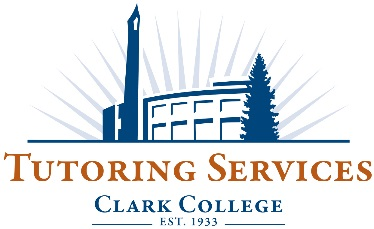 TUTORING SERVICES
CLARK COLLEGE
EST. 1933